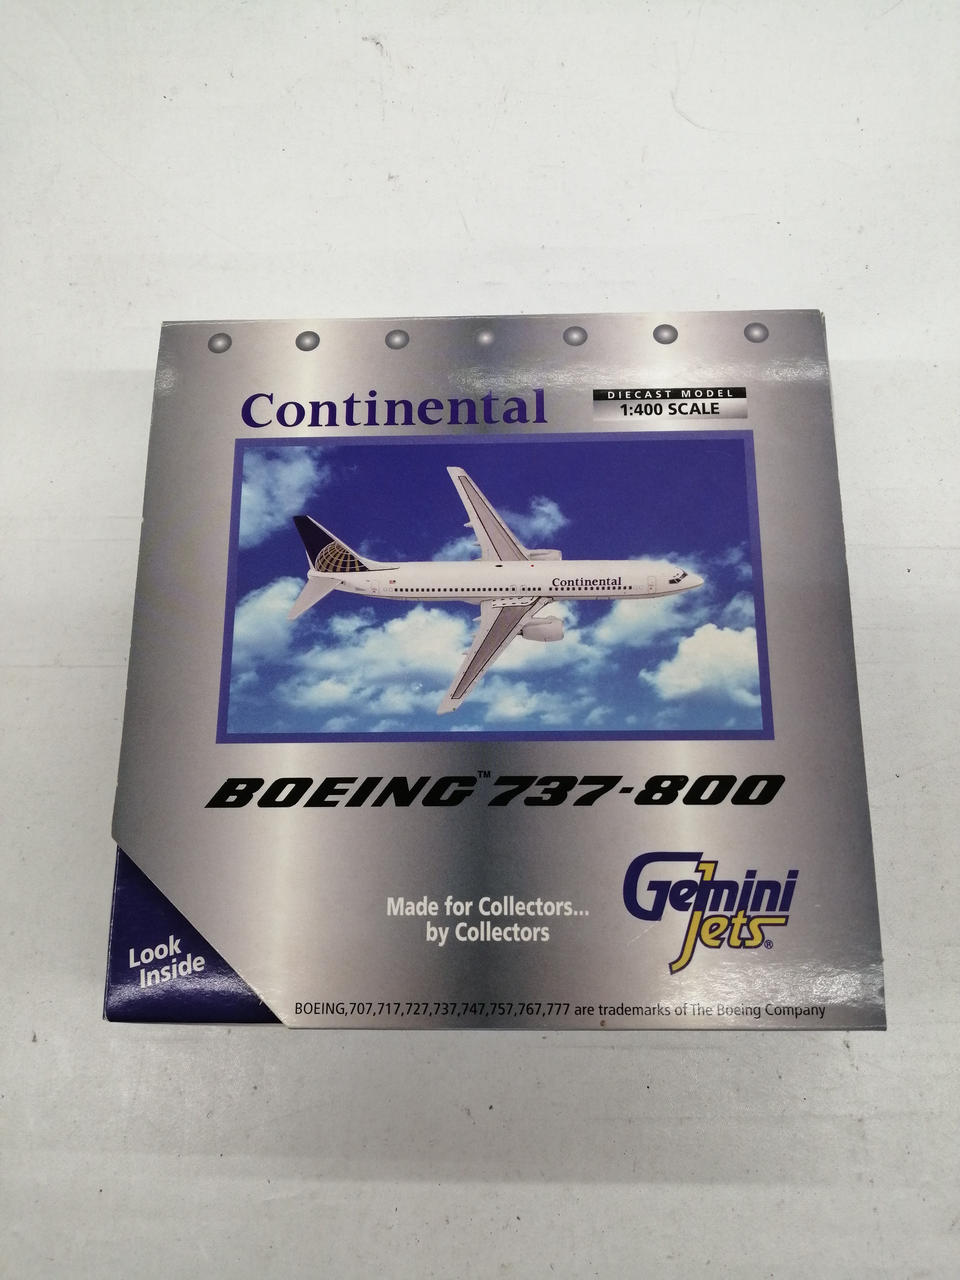 Continental
DIECAST MODEL
1:400 SCALE
Continental
BOEING™ 737-800
Gemini
Jets®
Made for Collectors...
by Collectors
Look
Inside
BOEING,707,717,727,737,747,757,767,777 are trademarks of The Boeing Company